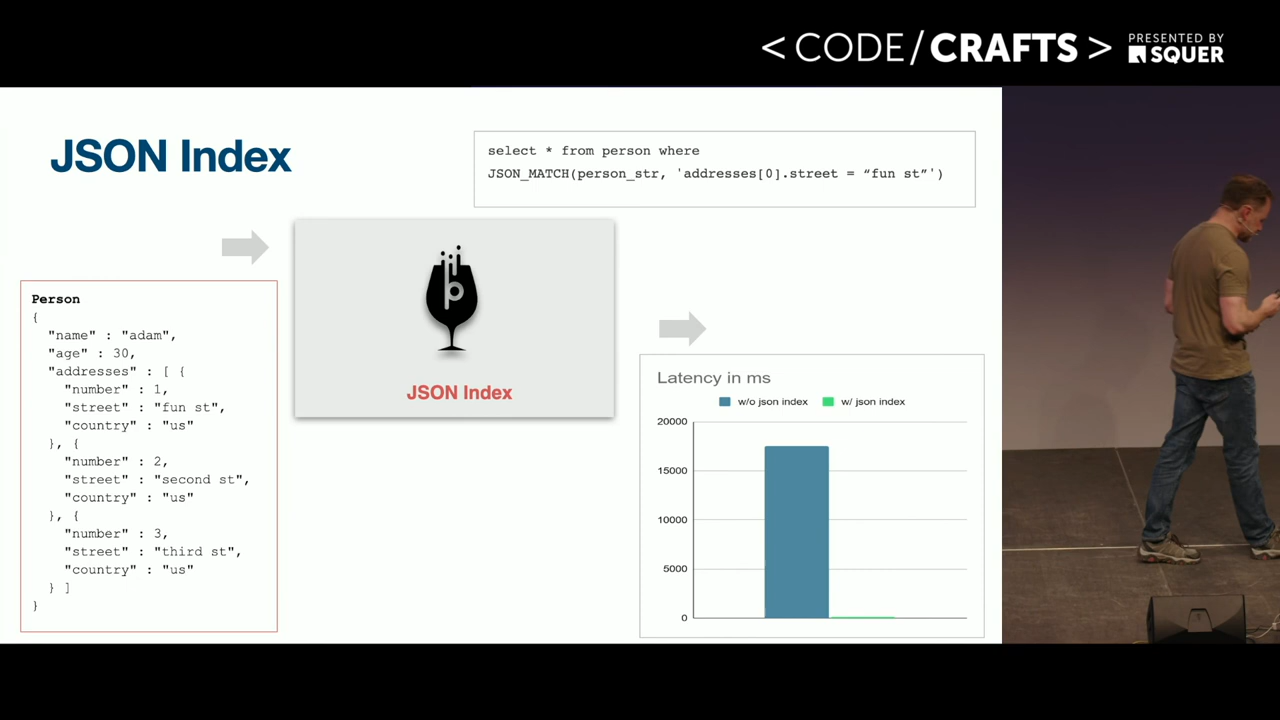 < CODE/CRAFTS >
PRESENTED BY
SQUER
JSON Index
select * from person where
JSON_MATCH(person_str, 'addresses[0].street = “fun st”')
JSON Index
Person
{
"name" : "adam",
"age" : 30,
"addresses" : [ {
"number" : 1,
"street" : "fun st",
"country" : "us"
}, {
"number" : 2,
"street" : "second st",
"country" : "us"
}, {
"number" : 3,
"street" : "third st",
"country" : "us"
} ]
}
Latency in ms
w/o json index
w/ json index
20000
15000
10000
5000
0